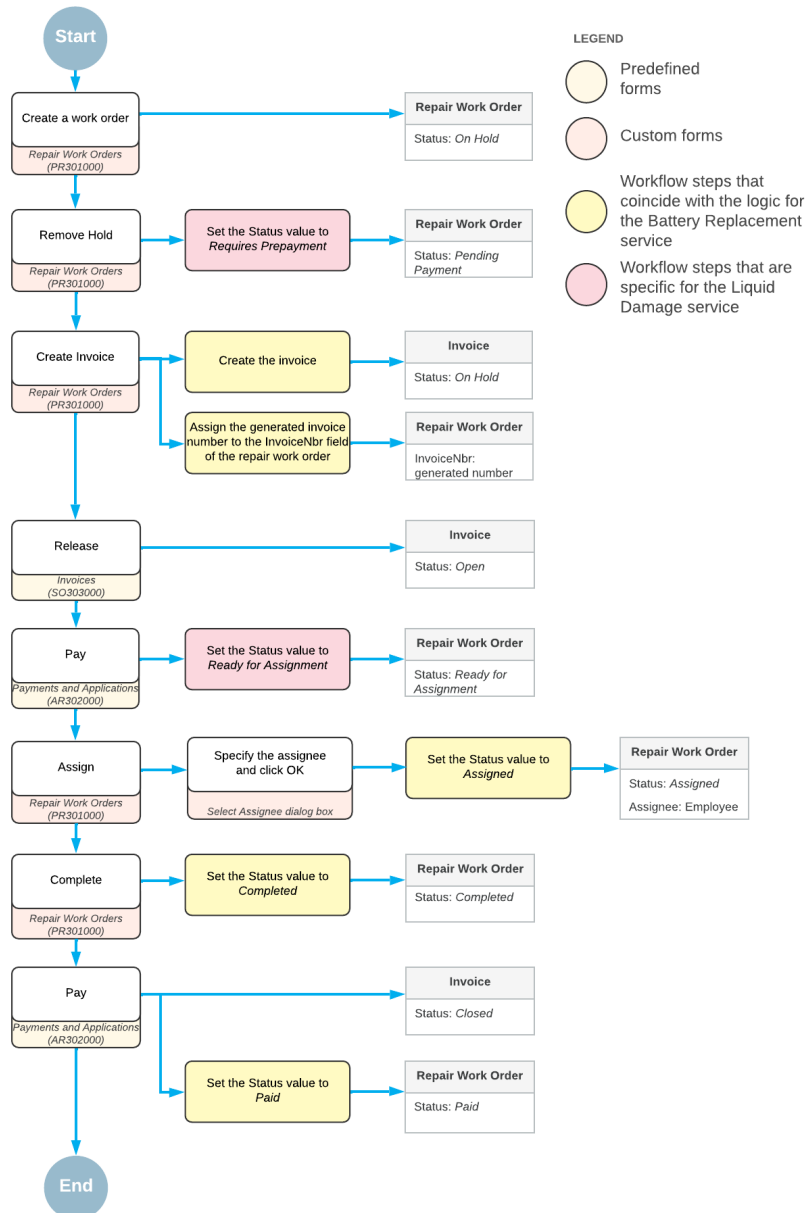 Start
LEGEND
Predefined
forms
Custom forms
Workflow steps that
coincide with the logic for
the Battery Replacement
service
Workflow steps that are
specific for the Liquid
Damage service
Create a work order
Repair Work Orders
(PR301000)
Repair Work Order
Status: On Hold
Remove Hold
Repair Work Orders
(PR301000)
Set the Status value to
Requires Prepayment
Repair Work Order
Status: Pending
Payment
Create Invoice
Repair Work Orders
(PR301000)
Create the invoice
Invoice
Status: On Hold
Assign the generated invoice
number to the InvoiceNbr field
of the repair work order
Repair Work Order
InvoiceNbr:
generated number
Release
Invoices
(SO303000)
Invoice
Status: Open
Pay
Payments and Applications
(AR302000)
Set the Status value to
Ready for Assignment
Repair Work Order
Status: Ready for
Assignment
Assign
Repair Work Orders
(PR301000)
Specify the assignee
and click OK
Select Assignee dialog box
Set the Status value to
Assigned
Repair Work Order
Status: Assigned
Assignee: Employee
Complete
Repair Work Orders
(PR301000)
Set the Status value to
Completed
Repair Work Order
Status: Completed
Pay
Payments and Applications
(AR302000)
Invoice
Status: Closed
Set the Status value to
Paid
Repair Work Order
Status: Paid
End